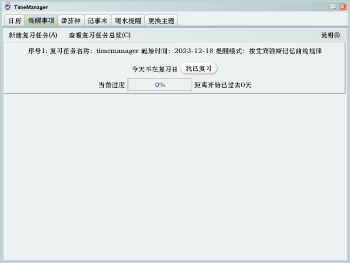 TimeManager
日历 提醒事项 番茄钟 记事本 喝水提醒 更换主题
新建复习任务(A) 查看复习任务总览(C) 说明(I)
序号1: 复习任务名称: timemanager 起始时间: 2023-12-18 提醒模式: 按艾宾浩斯记忆曲线规律
今天不在复习日 我已复习
当前进度 0% 距离开始已过去0天